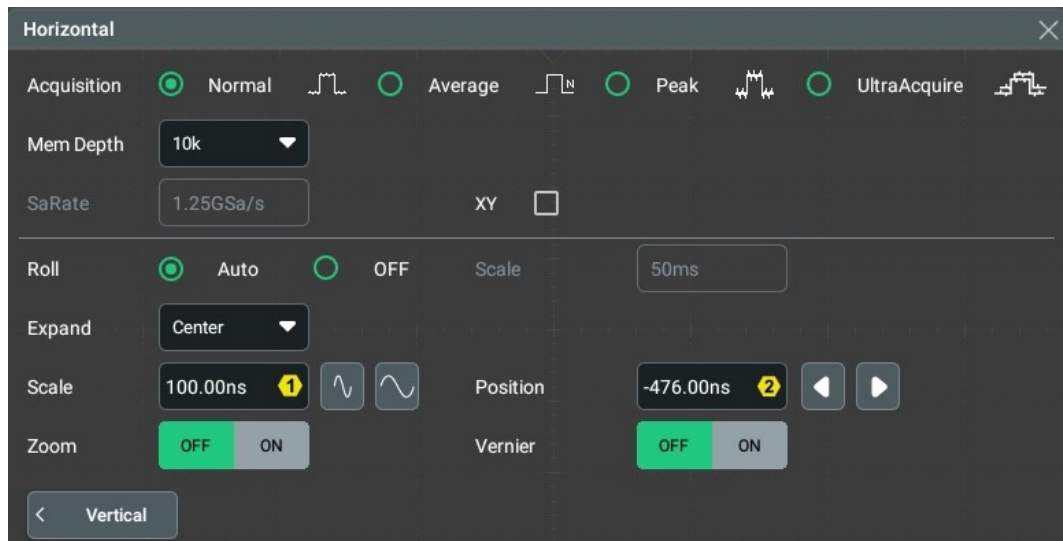 Horizontal
Acquisition Normal Average N Peak UltraAcquire
Mem Depth 10k
SaRate 1.25GSa/s XY
Roll Auto OFF Scale 50ms
Expand Center
Scale 100.00ns 1 Position -476.00ns 2
Zoom OFF ON Vernier OFF ON
Vertical